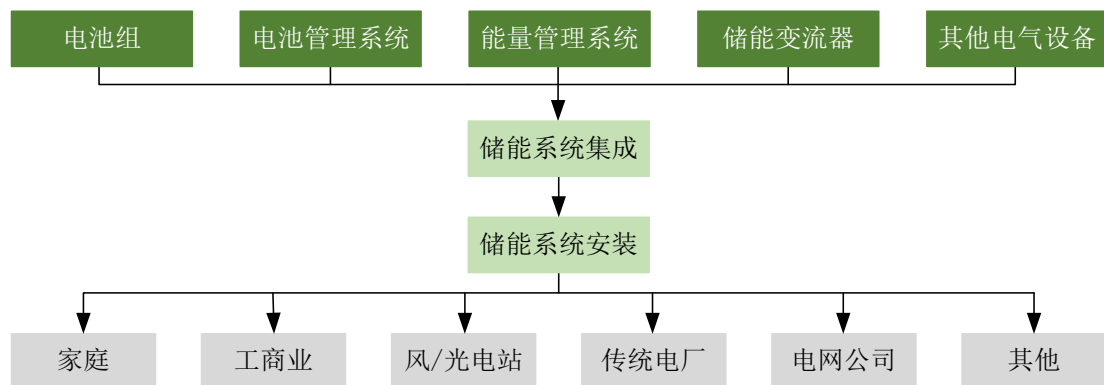 电池组
电池管理系统
能量管理系统
储能变流器
其他电气设备
储能系统集成
储能系统安装
家庭
工商业
风/光电站
传统电厂
电网公司
其他